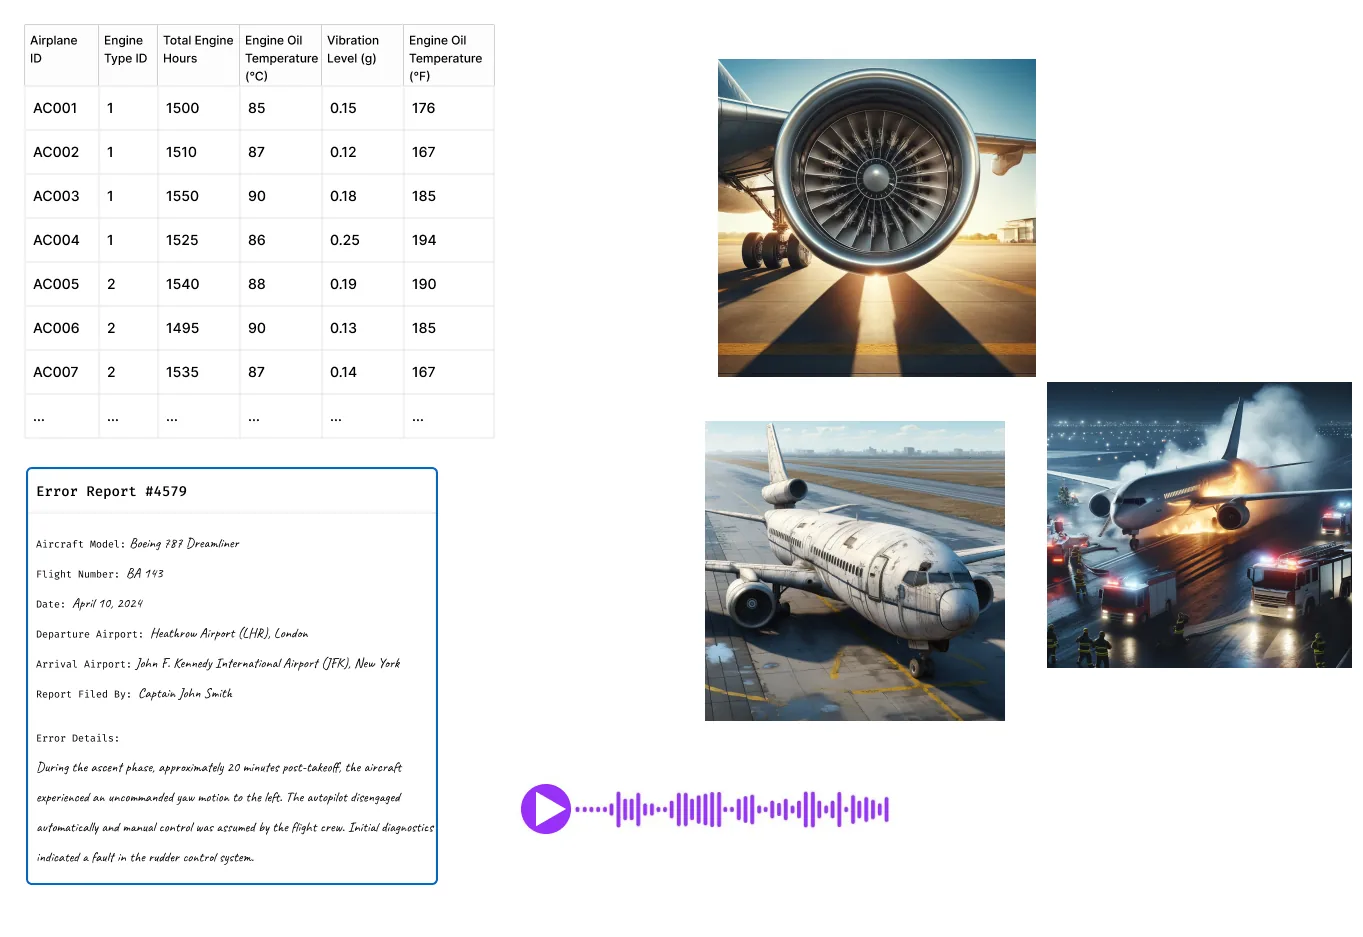 Airplane ID | Engine Type ID | Total Engine Hours | Engine Oil Temperature (°C) | Vibration Level (g) | Engine Oil Temperature (°F)
AC001 | 1 | 1500 | 85 | 0.15 | 176
AC002 | 1 | 1510 | 87 | 0.12 | 167
AC003 | 1 | 1550 | 90 | 0.18 | 185
AC004 | 1 | 1525 | 86 | 0.25 | 194
AC005 | 2 | 1540 | 88 | 0.19 | 190
AC006 | 2 | 1495 | 90 | 0.13 | 185
AC007 | 2 | 1535 | 87 | 0.14 | 167
... | ... | ... | ... | ... | ...
Error Report #4579
Aircraft Model: Boeing 787 Dreamliner
Flight Number: BA 143
Date: April 10, 2024
Departure Airport: Heathrow Airport (LHR), London
Arrival Airport: John F. Kennedy International Airport (JFK), New York
Report Filed By: Captain John Smith
Error Details:
During the ascent phase, approximately 20 minutes post-takeoff, the aircraft
experienced an uncommanded yaw motion to the left. The autopilot disengaged
automatically and manual control was assumed by the flight crew. Initial diagnostics
indicated a fault in the rudder control system.